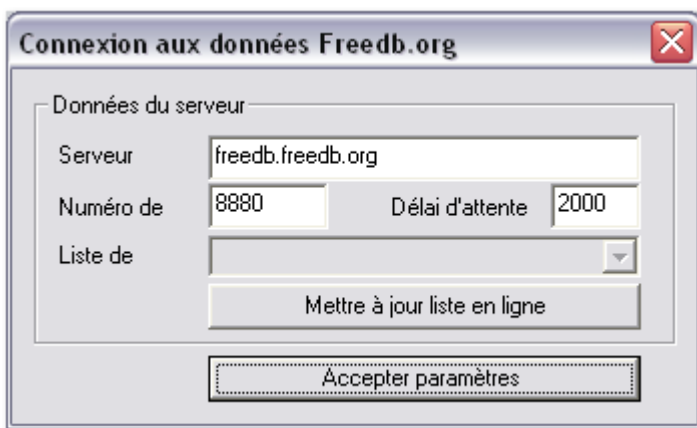 Connexion aux données Freedb.org
Données du serveur
Serveur freedb.freedb.org
Numéro de 8880 Délai d'attente 2000
Liste de
Mettre à jour liste en ligne
Accepter paramètres